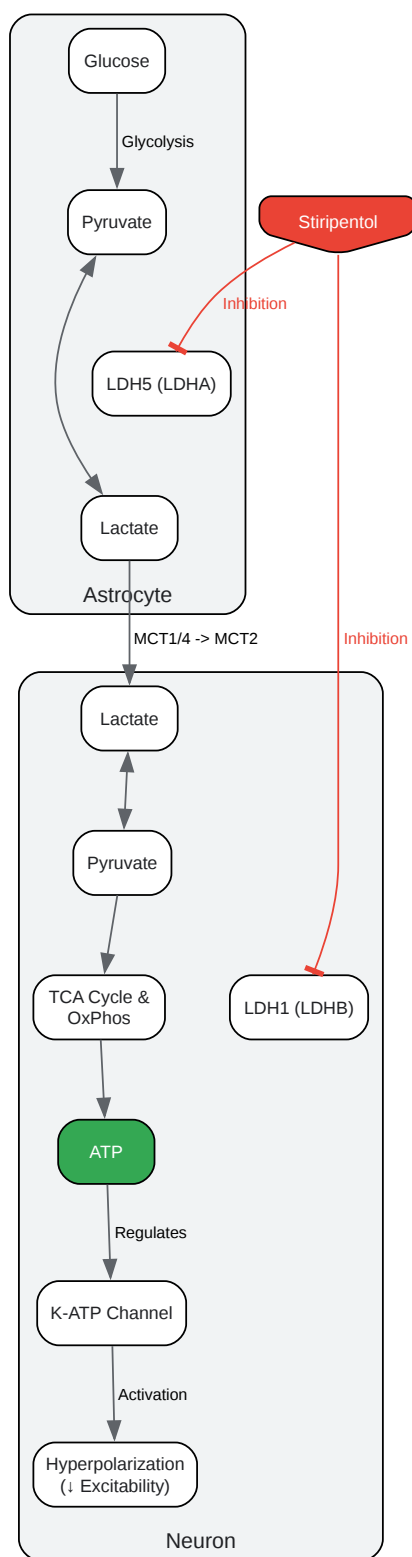 Glucose
Glycolysis
Pyruvate
Stiripentol
Inhibition
LDH5 (LDHA)
Lactate
Astrocyte
MCT1/4 -> MCT2
Inhibition
Lactate
Pyruvate
TCA Cycle &
OxPhos
LDH1 (LDHB)
ATP
Regulates
K-ATP Channel
Activation
Hyperpolarization
(↓ Excitability)
Neuron